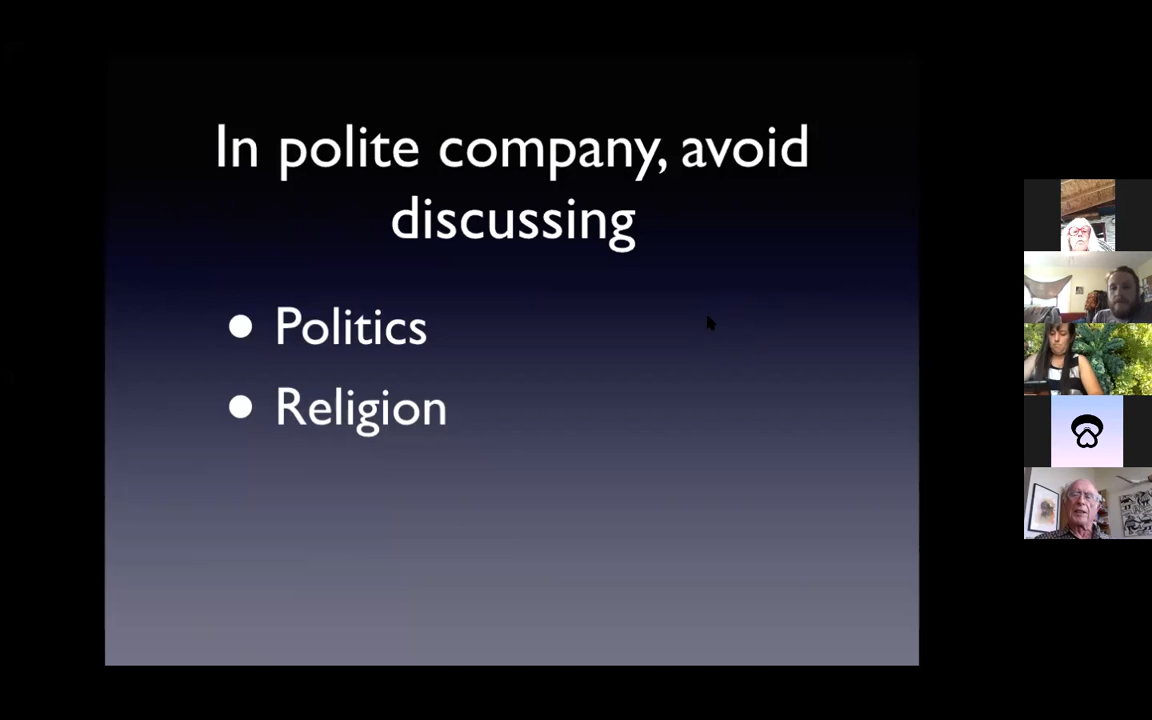 In polite company, avoid
discussing
• Politics
• Religion